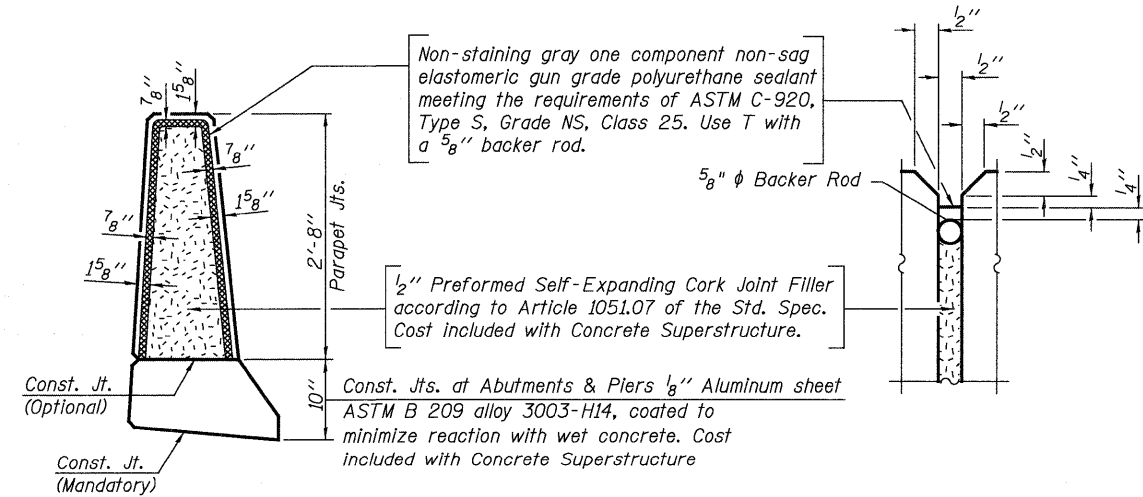 1/2"
7/8"
1 5/8"
Non-staining gray one component non-sag
elastomeric gun grade polyurethane sealant
meeting the requirements of ASTM C-920,
Type S, Grade NS, Class 25. Use T with
a 5/8" backer rod.
1/2"
1/2"
1/2"
1/4"
1/4"
5/8" ϕ Backer Rod
7/8"
1 5/8"
7/8"
1 5/8"
2'-8"
Parapet Jts.
1/2" Preformed Self-Expanding Cork Joint Filler
according to Article 1051.07 of the Std. Spec.
Cost included with Concrete Superstructure.
Const. Jt.
(Optional)
10"
Const. Jts. at Abutments & Piers 1/8" Aluminum sheet
ASTM B 209 alloy 3003-H14, coated to
minimize reaction with wet concrete. Cost
included with Concrete Superstructure
Const. Jt.
(Mandatory)